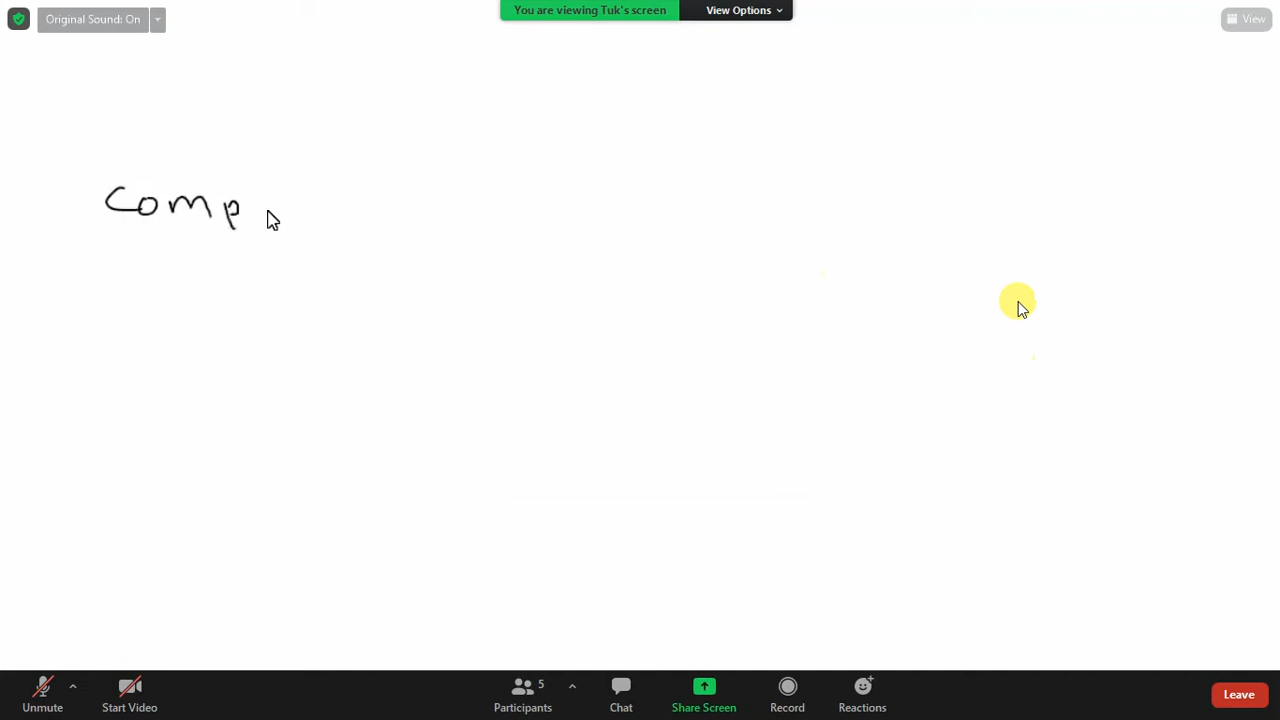 Original Sound: On
You are viewing Tuk's screen View Options
View
Comp
Unmute Start Video Participants 5 Chat Share Screen Record Reactions Leave